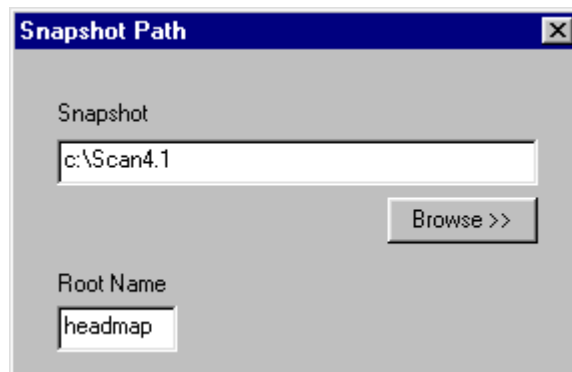 Snapshot Path
Snapshot
c:\Scan4.1
Browse >>
Root Name
headmap